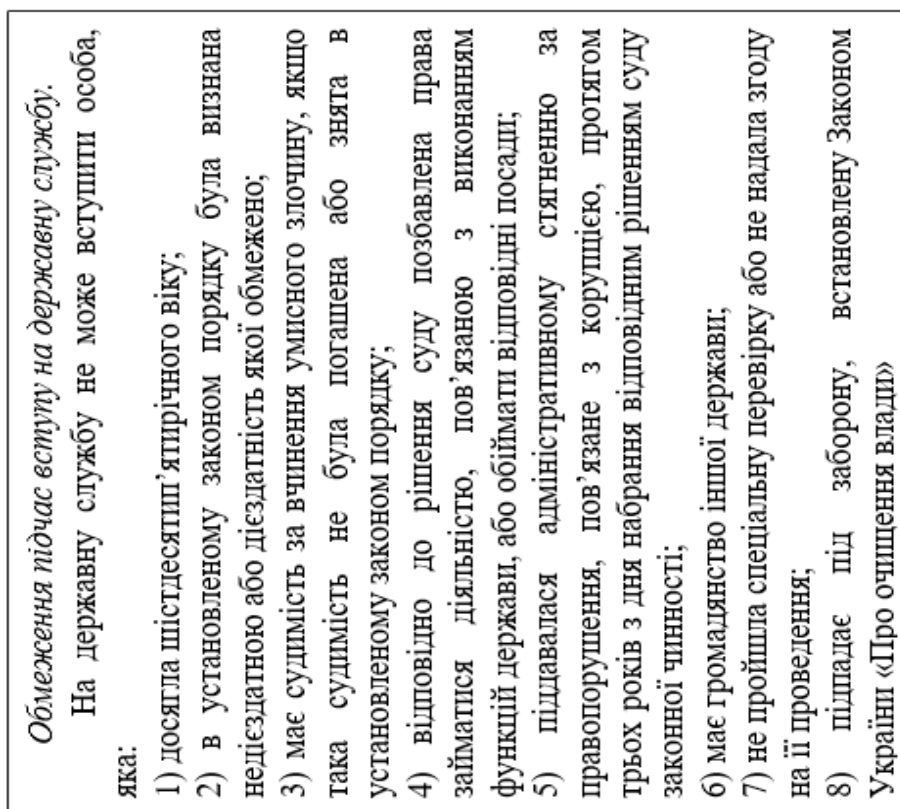 Обмеження підчас вступу на державну службу.
На державну службу не може вступити особа,
яка:
1) досягла шістдесятип’ятирічного віку;
2) в установленому законом порядку була визнана
недієздатною або дієздатність якої обмежено;
3) має судимість за вчинення умисного злочину, якщо
така судимість не була погашена або знята в
установленому законом порядку;
4) відповідно до рішення суду позбавлена права
займатися діяльністю, пов’язаною з виконанням
функцій держави, або обіймати відповідні посади;
5) піддавалася адміністративному стягненню за
правопорушення, пов’язане з корупцією, протягом
трьох років з дня набрання відповідним рішенням суду
законної чинності;
6) має громадянство іншої держави;
7) не пройшла спеціальну перевірку або не надала згоду
на її проведення;
8) підпадає під заборону, встановлену Законом
України «Про очищення влади»